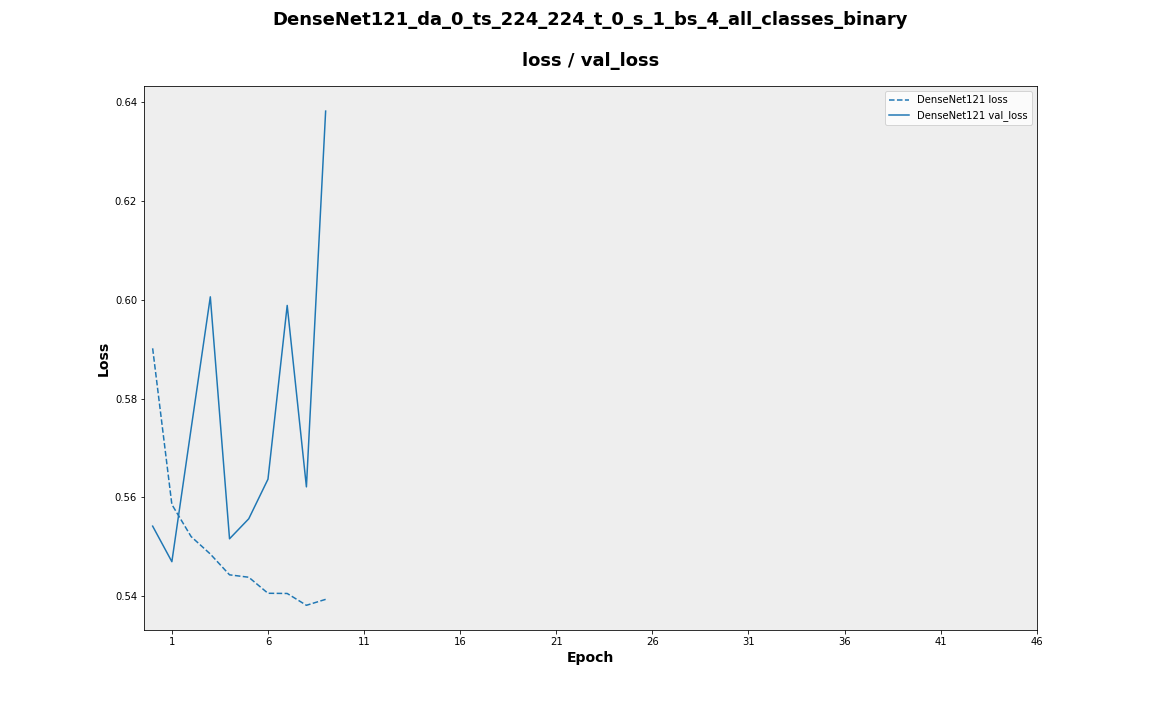 DenseNet121_da_0_ts_224_224_t_0_s_1_bs_4_all_classes_binary
loss / val_loss
DenseNet121 loss
DenseNet121 val_loss
0.64
0.62
0.60
0.58
0.56
0.54
Loss
1 6 11 16 21 26 31 36 41 46
Epoch